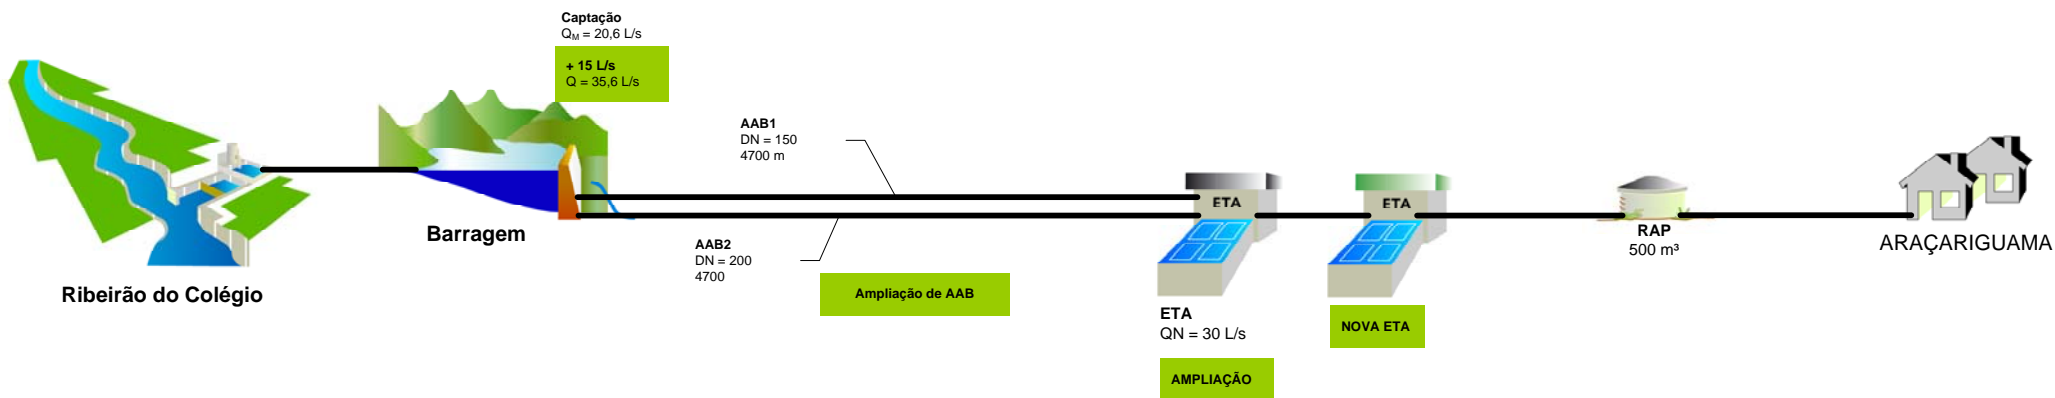 Captação
Q_M = 20,6 L/s
+ 15 L/s
Q = 35,6 L/s
AAB1
DN = 150
4700 m
Barragem
AAB2
DN = 200
4700
Ampliação de AAB
Ribeirão do Colégio
ETA
ETA
QN = 30 L/s
AMPLIAÇÃO
ETA
NOVA ETA
RAP
500 m³
ARAÇARIGUAMA